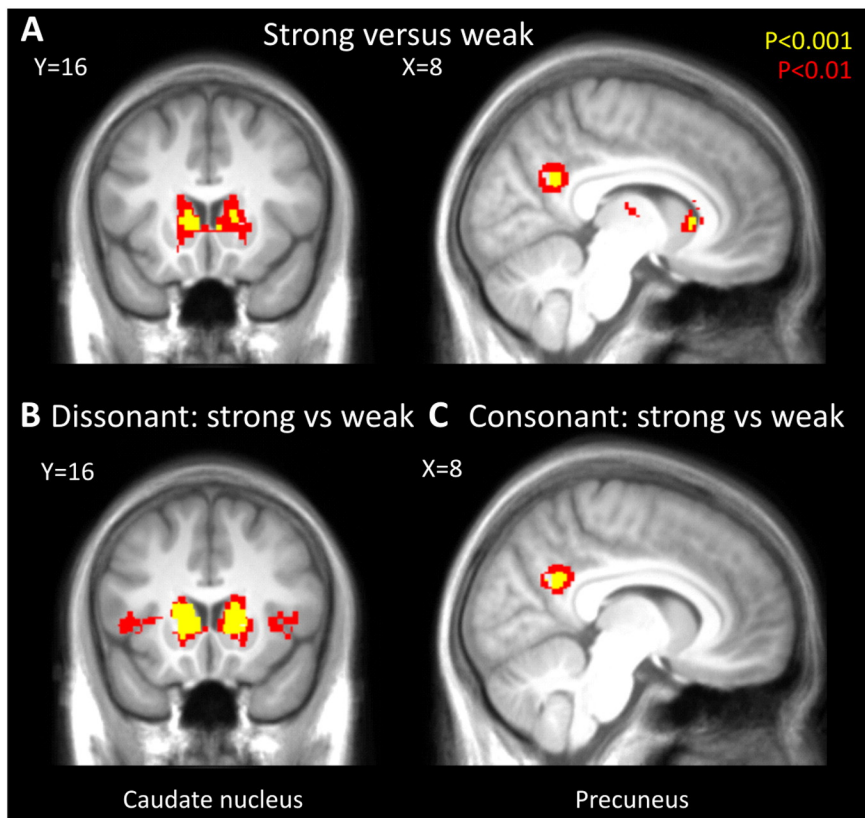 A Strong versus weak
P<0.001
Y=16 X=8 P<0.01
B Dissonant: strong vs weak C Consonant: strong vs weak
Y=16 X=8
Caudate nucleus Precuneus